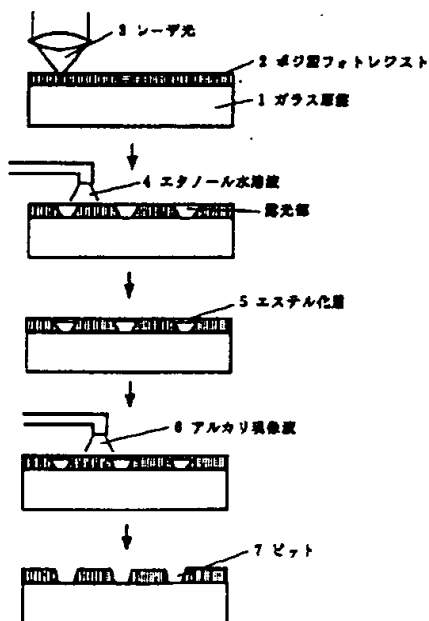 3 レーザ光
2 ポジ型フォトレジスト
1 ガラス原盤
4 エタノール水溶液
露光部
5 エステル化層
6 アルカリ現像液
7 ピット